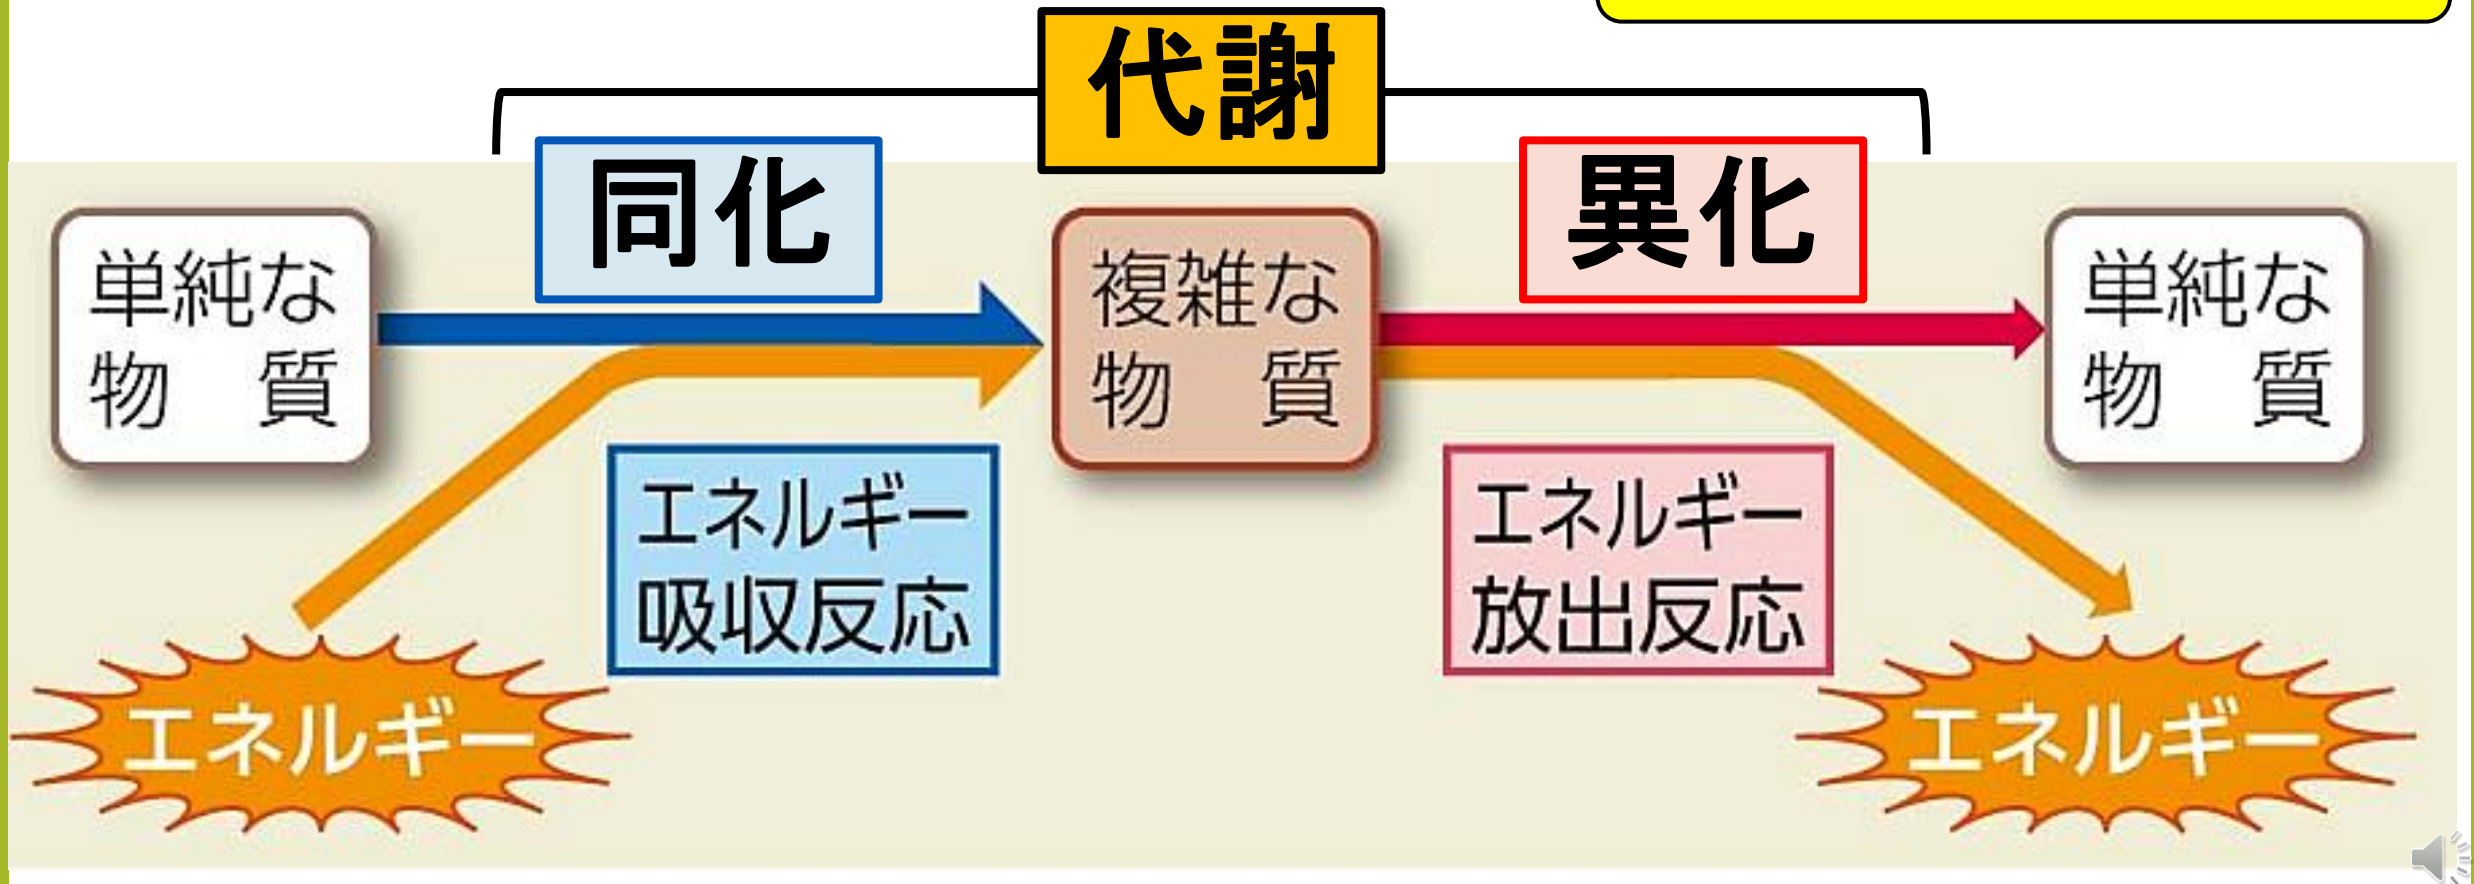 代謝
同化
異化
単純な
物　質
複雑な
物　質
単純な
物　質
エネルギー
吸収反応
エネルギー
放出反応
エネルギー
エネルギー